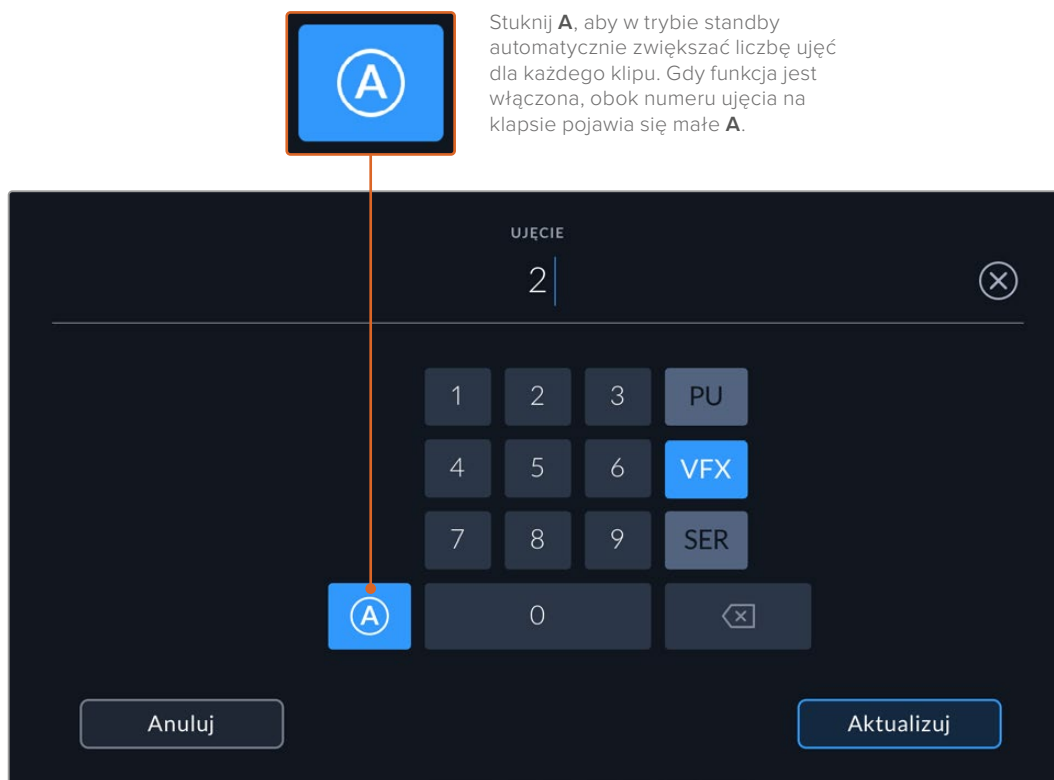 A
Stuknij A, aby w trybie standby
automatycznie zwiększać liczbę ujęć
dla każdego klipu. Gdy funkcja jest
włączona, obok numeru ujęcia na
klapsie pojawia się małe A.
UJĘCIE
2
1 2 3 PU
4 5 6 VFX
7 8 9 SER
A 0
Anuluj Aktualizuj